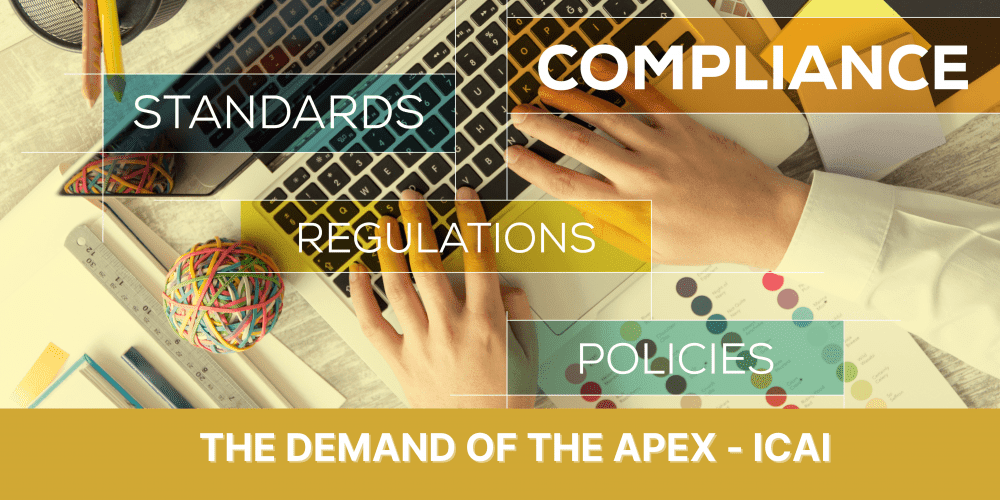 COMPLIANCE
STANDARDS
REGULATIONS
POLICIES
THE DEMAND OF THE APEX - ICAI